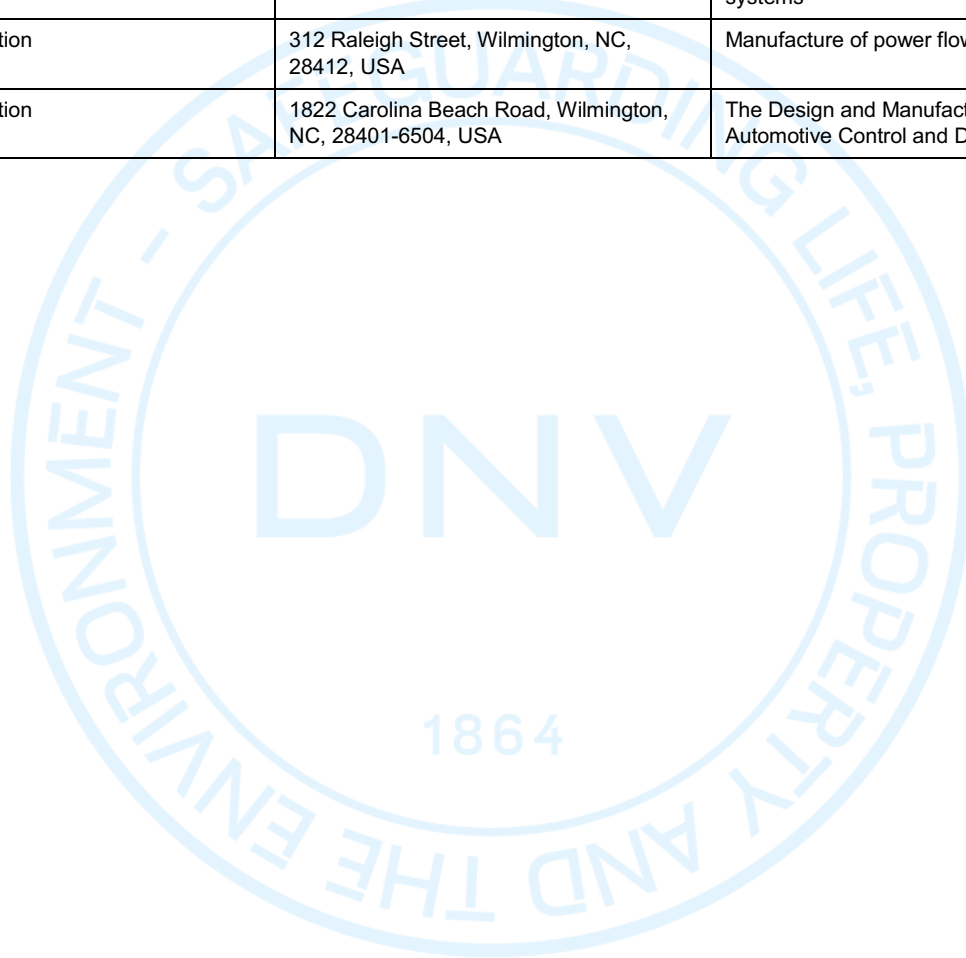 systems
tion
312 Raleigh Street, Wilmington, NC,
28412, USA
Manufacture of power flow
tion
1822 Carolina Beach Road, Wilmington,
NC, 28401-6504, USA
The Design and Manufact
Automotive Control and D
SAFEGUARDING LIFE, PROPERTY AND THE ENVIRONMENT -
DNV
1864